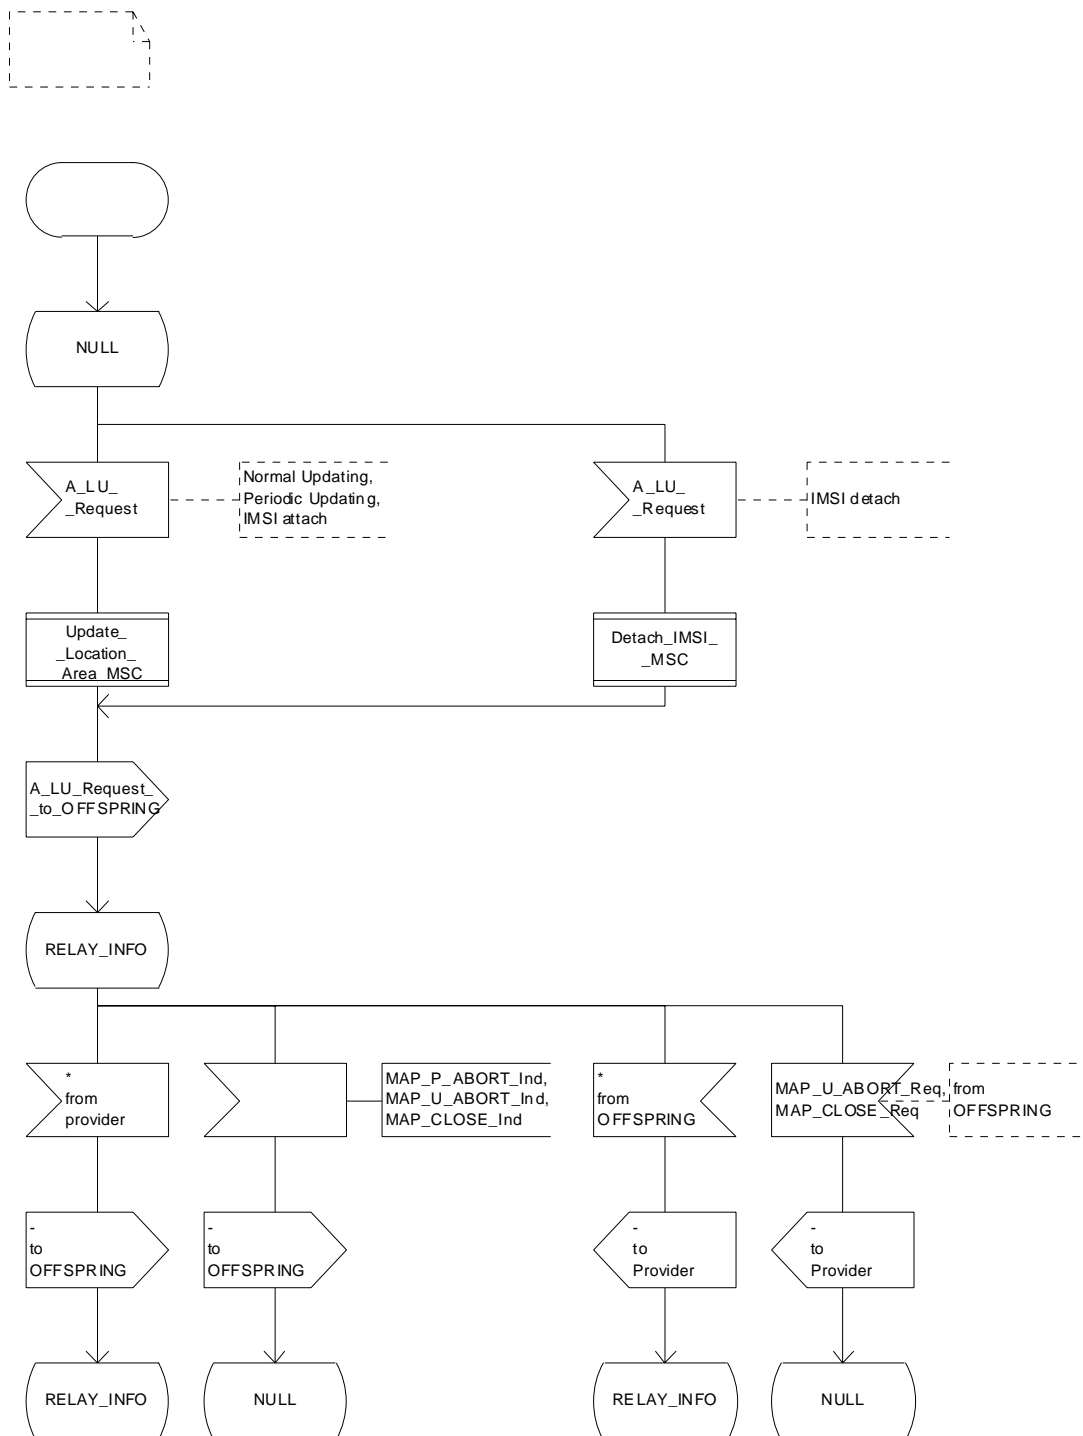 NULL
A_LU_
_Request
Normal Updating,
Periodic Updating,
IMSI attach
A_LU_
_Request
IMSI detach
Update_
_Location_
Area_MSC
Detach_IMSI_
_MSC
A_LU_Request_
_to_OFFSPRING
RELAY_INFO
*
from
provider
MAP_P_ABORT_Ind,
MAP_U_ABORT_Ind,
MAP_CLOSE_Ind
*
from
OFFSPRING
MAP_U_ABORT_Req,
MAP_CLOSE_Req
from
OFFSPRING
-
to
OFFSPRING
-
to
OFFSPRING
-
to
Provider
-
to
Provider
RELAY_INFO
NULL
RELAY_INFO
NULL